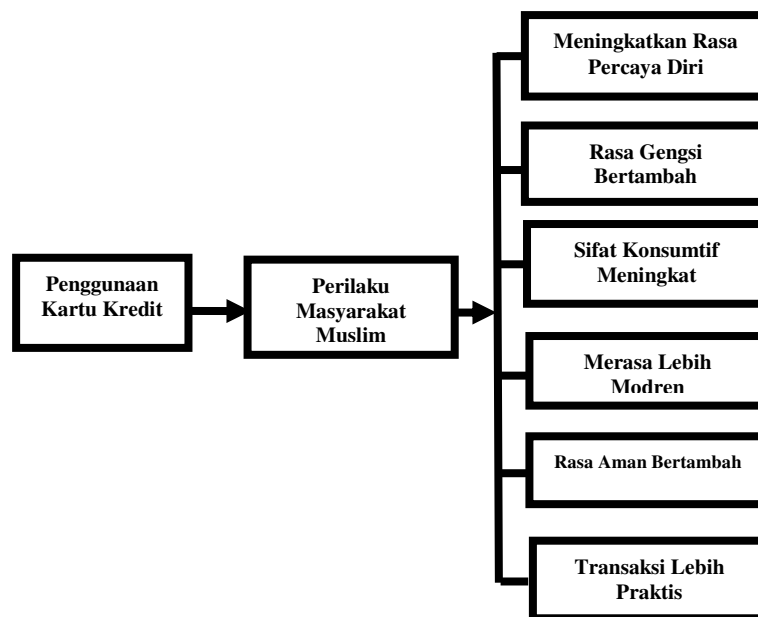 Penggunaan
Kartu Kredit
Perilaku
Masyarakat
Muslim
Meningkatkan Rasa
Percaya Diri
Rasa Gengsi
Bertambah
Sifat Konsumtif
Meningkat
Merasa Lebih
Modren
Rasa Aman Bertambah
Transaksi Lebih
Praktis